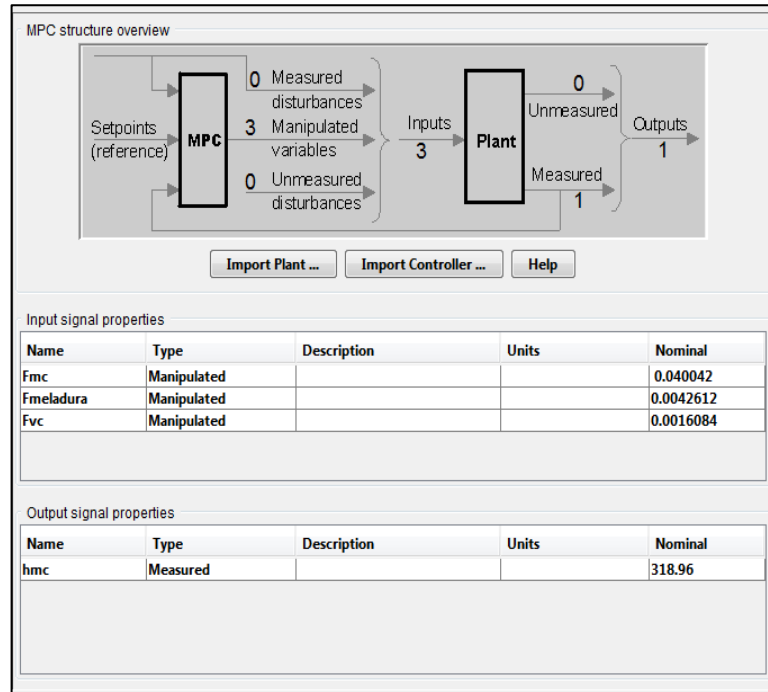 MPC structure overview
0 Measured disturbances
Setpoints (reference)
MPC
3 Manipulated variables
0 Unmeasured disturbances
Inputs
3
Plant
0
Unmeasured
Measured
1
Outputs
1
Import Plant ... Import Controller ... Help
Input signal properties
Name Type Description Units Nominal
Fmc Manipulated 0.040042
Fmeladura Manipulated 0.0042612
Fvc Manipulated 0.0016084
Output signal properties
Name Type Description Units Nominal
hmc Measured 318.96